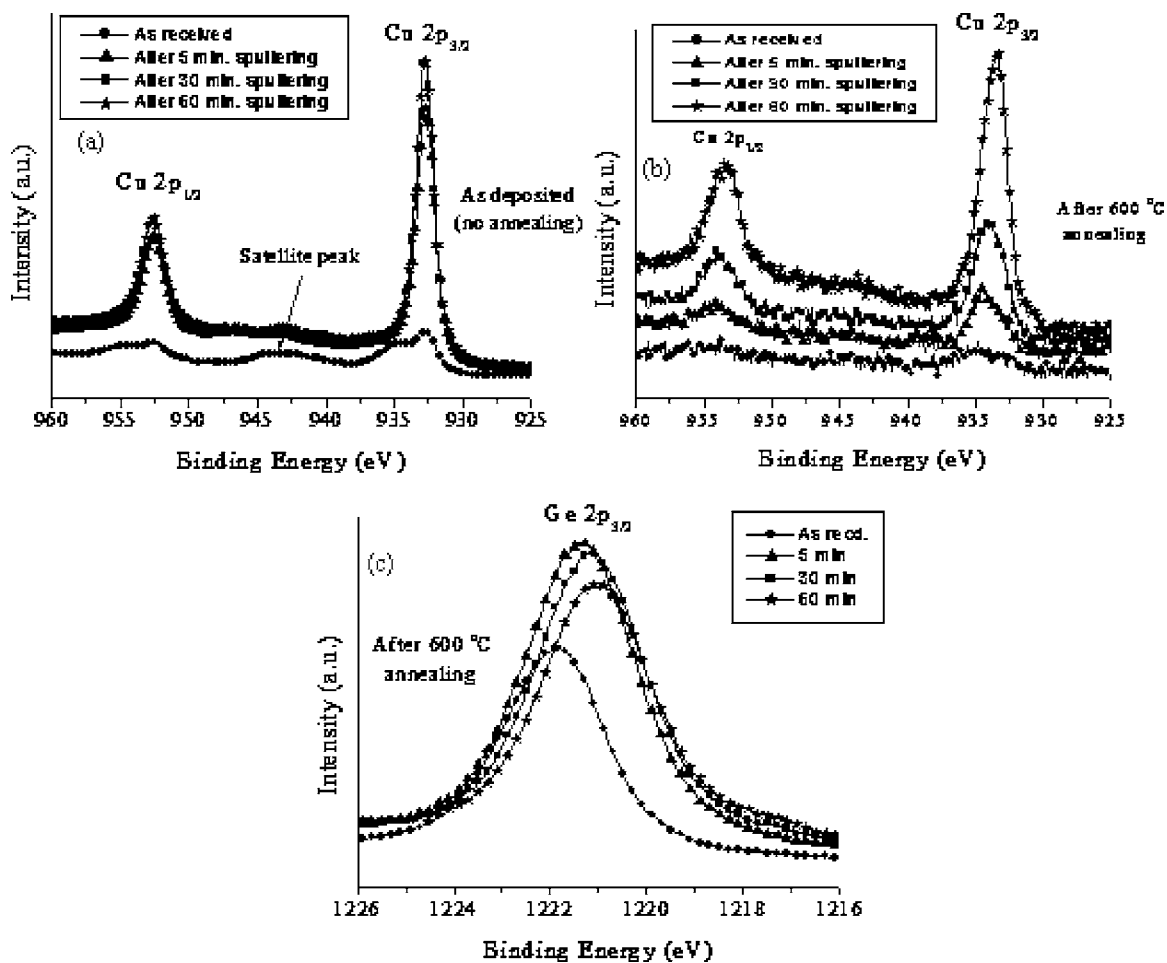 As received
After 5 min. sputtering
After 30 min. sputtering
After 60 min. sputtering
(a)
Cu 2p3/2
Cu 2p1/2
As deposited
(no annealing)
Satellite peak
Intensity (a.u.)
960 955 950 945 940 935 930 925
Binding Energy (eV)
As received
After 5 min. sputtering
After 30 min. sputtering
After 60 min. sputtering
Cu 2p3/2
(b)
Cu 2p1/2
After 600 °C
annealing
Intensity (a.u.)
960 955 950 945 940 935 930 925
Binding Energy (eV)
Ge 2p3/2
(c)
As recd.
5 min
30 min
60 min
After 600 °C
annealing
Intensity (a.u.)
1226 1224 1222 1220 1218 1216
Binding Energy (eV)